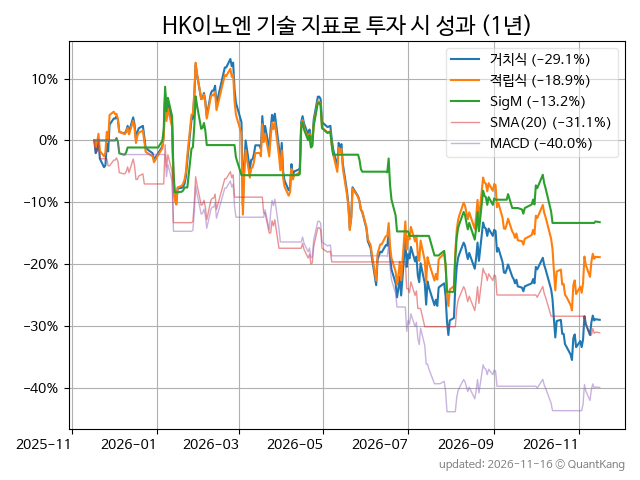 HK이노엔 기술 지표로 투자 시 성과 (1년)
거치식 (−29.1%)
적립식 (−18.9%)
SigM (−13.2%)
SMA(20) (−31.1%)
MACD (−40.0%)
10%
0%
−10%
−20%
−30%
−40%
2025−11 2026−01 2026−03 2026−05 2026−07 2026−09 2026−11
updated: 2026-11-16 © QuantKang